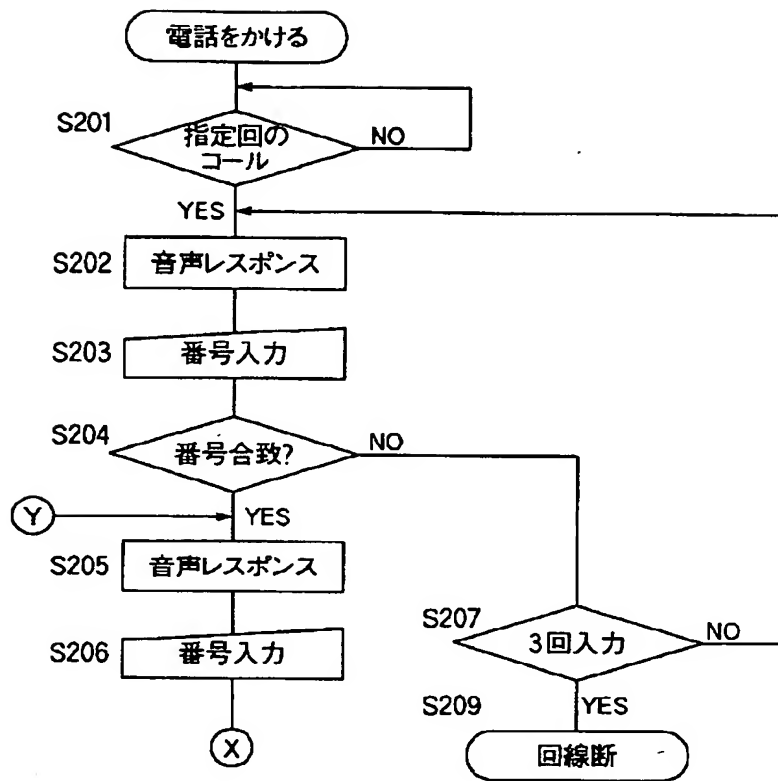 電話をかける
S201
指定回の
コール
NO
YES
S202
音声レスポンス
S203
番号入力
S204
番号合致?
NO
Y
YES
S205
音声レスポンス
S206
番号入力
X
S207
3回入力
NO
S209
YES
回線断